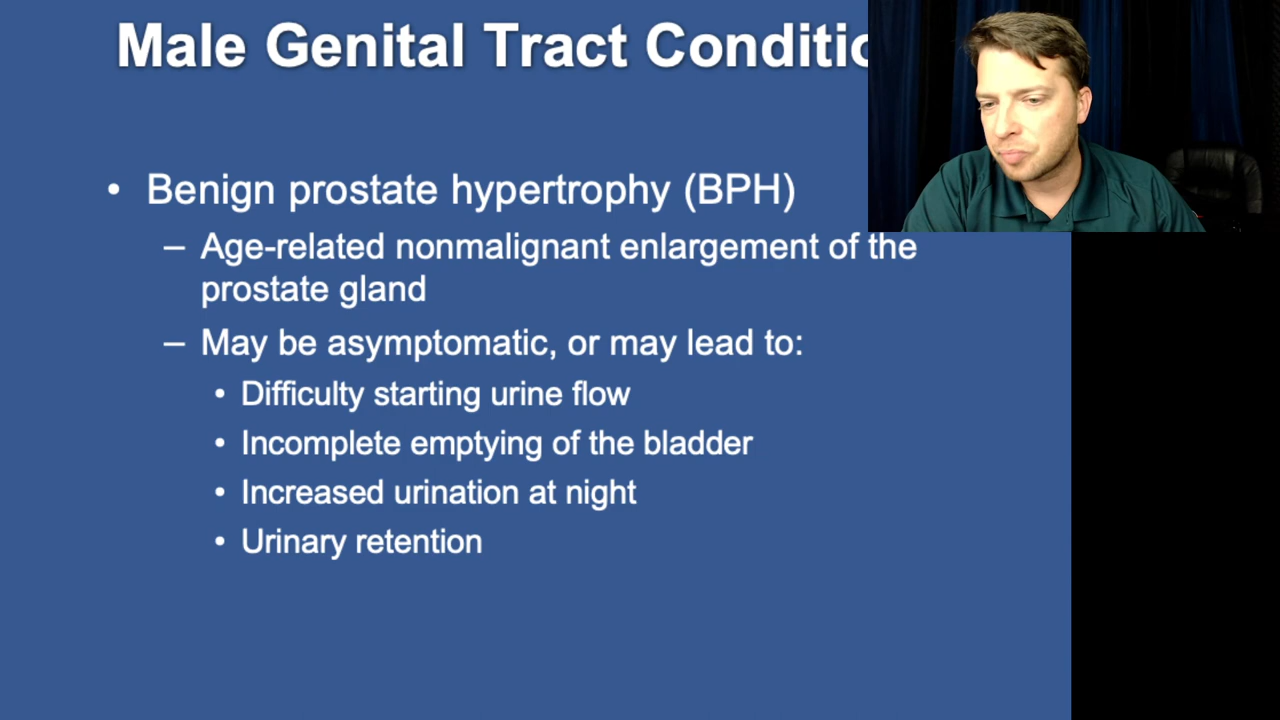 Male Genital Tract Conditio
• Benign prostate hypertrophy (BPH)
– Age-related nonmalignant enlargement of the
prostate gland
– May be asymptomatic, or may lead to:
• Difficulty starting urine flow
• Incomplete emptying of the bladder
• Increased urination at night
• Urinary retention